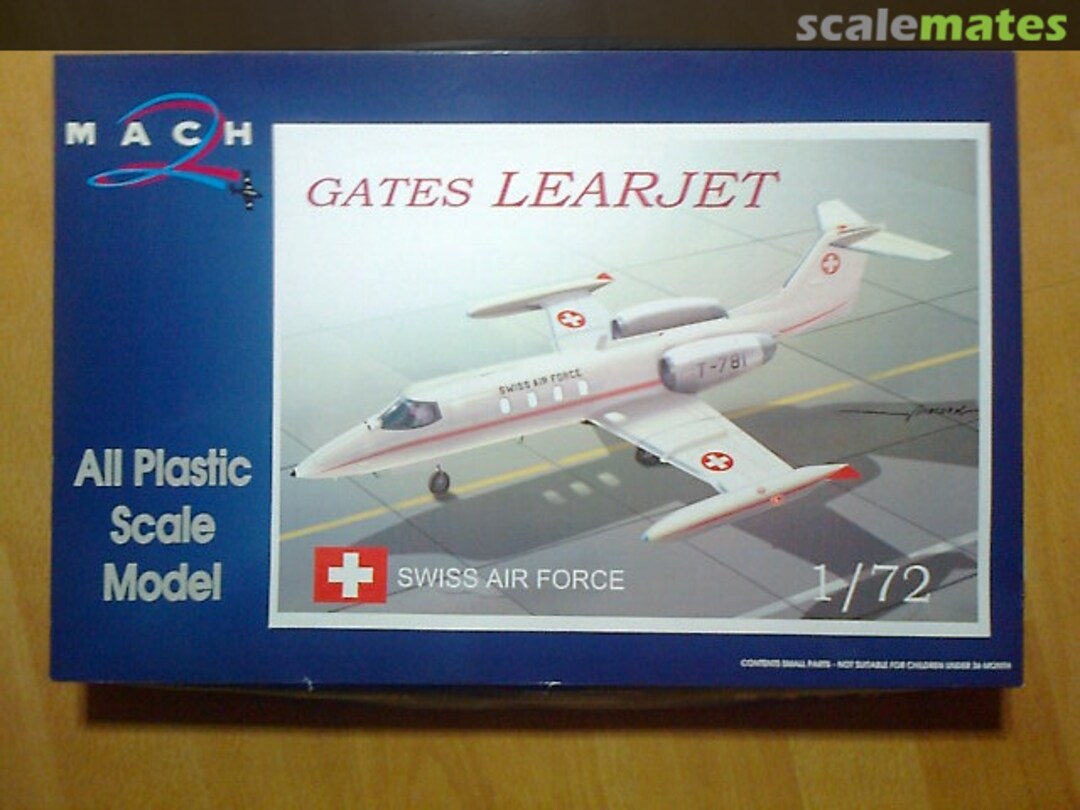 scalemates
MACH 2
GATES LEARJET
SWISS AIR FORCE
T-781
All Plastic
Scale
Model
SWISS AIR FORCE
1/72
CONTENTS SMALL PARTS - NOT SUITABLE FOR CHILDREN UNDER 36 MONTH